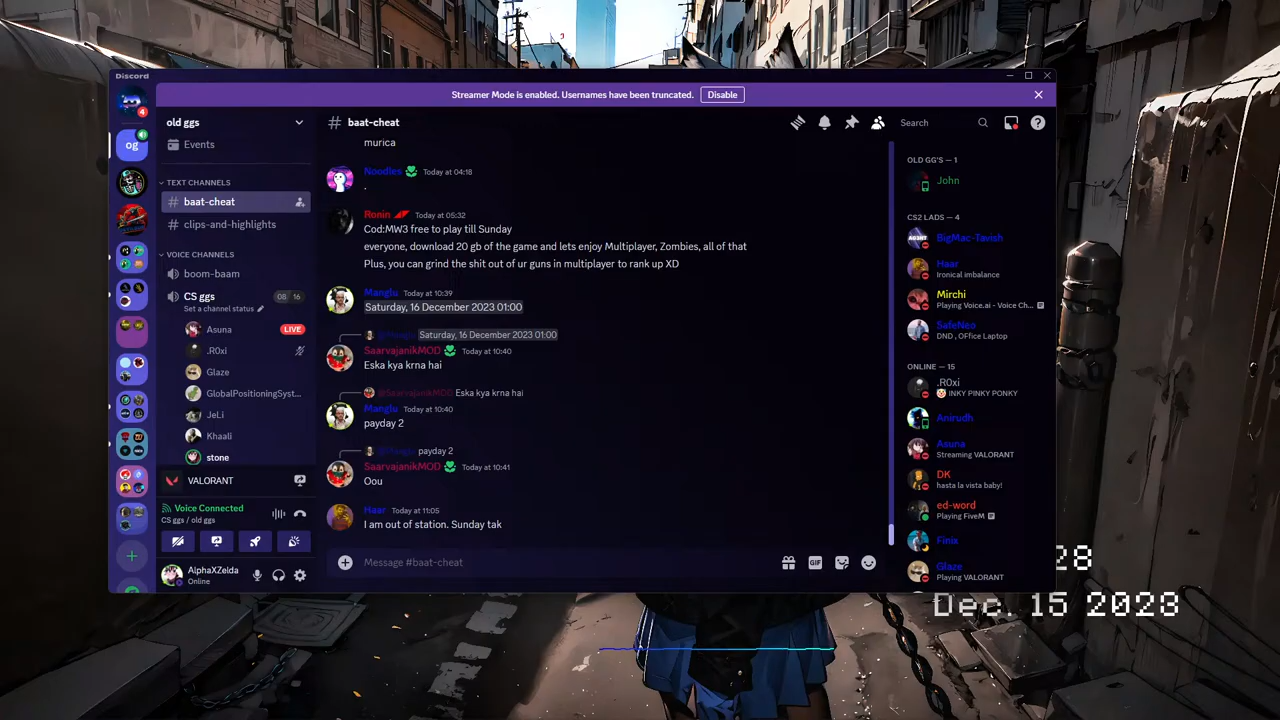 Discord
Streamer Mode is enabled. Usernames have been truncated.
Disable
4
old ggs
Events
og
TEXT CHANNELS
baat-cheat
clips-and-highlights
VOICE CHANNELS
boom-baam
CS ggs
08 16
Set a channel status
Asuna
LIVE
.R0xi
Glaze
GlobalPositioningSyst...
JeLi
Khaali
stone
VALORANT
Voice Connected
CS ggs / old ggs
AlphaXZelda
Online
# baat-cheat
Search
murica
Noodles Today at 04:18
.
Ronin Today at 05:32
Cod:MW3 free to play till Sunday
everyone, download 20 gb of the game and lets enjoy Multiplayer, Zombies, all of that
Plus, you can grind the shit out of ur guns in multiplayer to rank up XD
Manglu Today at 10:39
Saturday, 16 December 2023 01:00
@Manglu Saturday, 16 December 2023 01:00
SaarvajanikMOD Today at 10:40
Eska kya krna hai
@SaarvajanikMOD Eska kya krna hai
Manglu Today at 10:40
payday 2
@Manglu payday 2
SaarvajanikMOD Today at 10:41
Oou
Haar Today at 11:05
I am out of station. Sunday tak
Message #baat-cheat
GIF
OLD GG'S — 1
John
CS2 LADS — 4
BigMac-Tavish
Haar
Ironical imbalance
Mirchi
Playing Voice.ai - Voice Ch...
SafeNeo
DND , OFfice Laptop
ONLINE — 15
.R0xi
INKY PINKY PONKY
Anirudh
Asuna
Streaming VALORANT
DK
hasta la vista baby!
ed-word
Playing FiveM
Finix
Glaze
Playing VALORANT
28
Dec. 15 2023